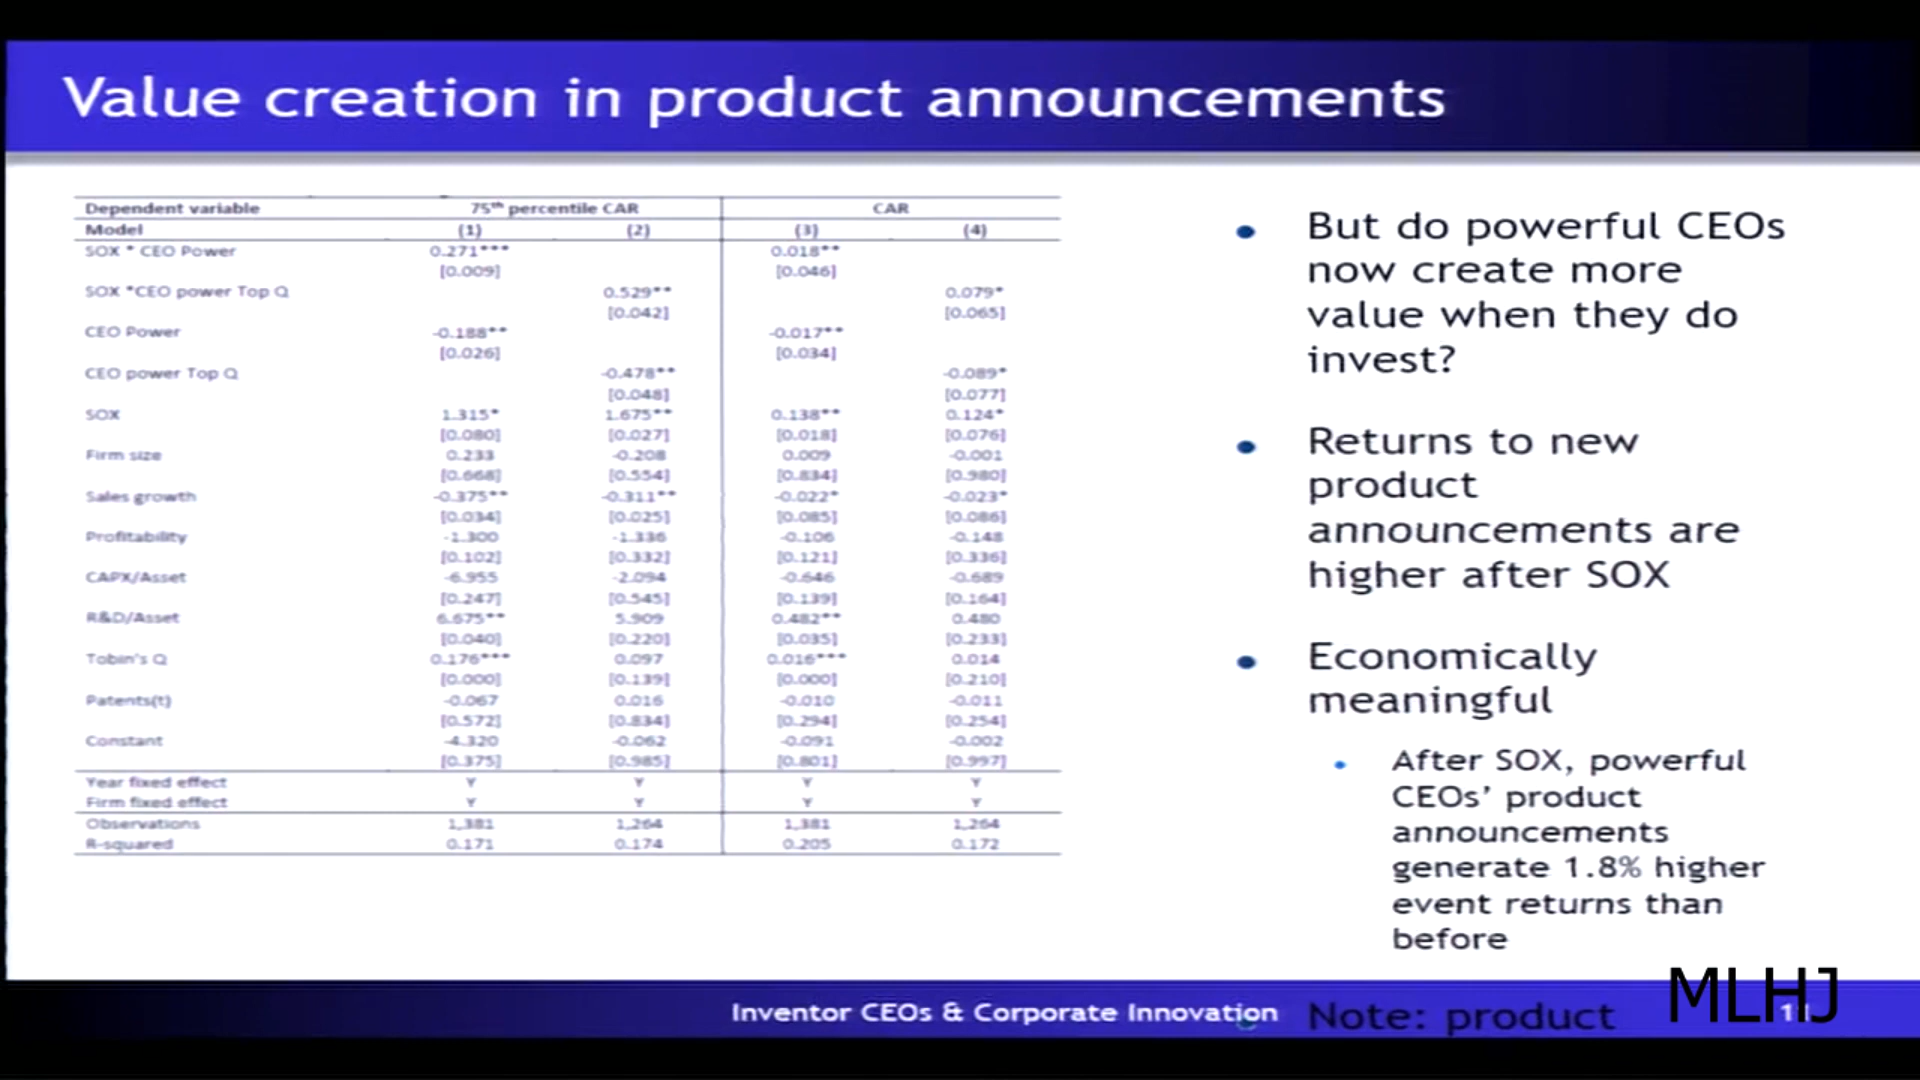 Value creation in product announcements
Dependent variable 75th percentile CAR CAR
Model (1) (2) (3) (4)
SOX * CEO Power 0.271*** 0.018**
[0.009] [0.046]
SOX *CEO power Top Q 0.529** 0.079*
[0.042] [0.065]
CEO Power -0.188** -0.017**
[0.026] [0.034]
CEO power Top Q -0.478** -0.089*
[0.048] [0.077]
SOX 1.315* 1.675** 0.138** 0.124*
[0.080] [0.027] [0.018] [0.076]
Firm size 0.233 -0.208 0.009 -0.001
[0.668] [0.554] [0.834] [0.980]
Sales growth -0.375** -0.311** -0.022* -0.023*
[0.034] [0.025] [0.085] [0.086]
Profitability -1.300 -1.336 -0.106 -0.148
[0.102] [0.332] [0.121] [0.336]
CAPX/Asset -6.955 -2.094 -0.646 -0.689
[0.247] [0.545] [0.139] [0.164]
R&D/Asset 6.675** 5.909 0.482** 0.480
[0.040] [0.220] [0.035] [0.233]
Tobin's Q 0.176*** 0.097 0.016*** 0.014
[0.000] [0.139] [0.000] [0.210]
Patents(t) -0.067 0.016 -0.010 -0.011
[0.572] [0.834] [0.294] [0.254]
Constant -4.320 -0.062 -0.091 -0.002
[0.375] [0.985] [0.801] [0.997]
Year fixed effect Y Y Y Y
Firm fixed effect Y Y Y Y
Observations 1,381 1,264 1,381 1,264
R-squared 0.171 0.174 0.205 0.172
• But do powerful CEOs
now create more
value when they do
invest?
• Returns to new
product
announcements are
higher after SOX
• Economically
meaningful
• After SOX, powerful
CEOs' product
announcements
generate 1.8% higher
event returns than
before
• Note: product
Inventor CEOs & Corporate Innovation
MLHJ